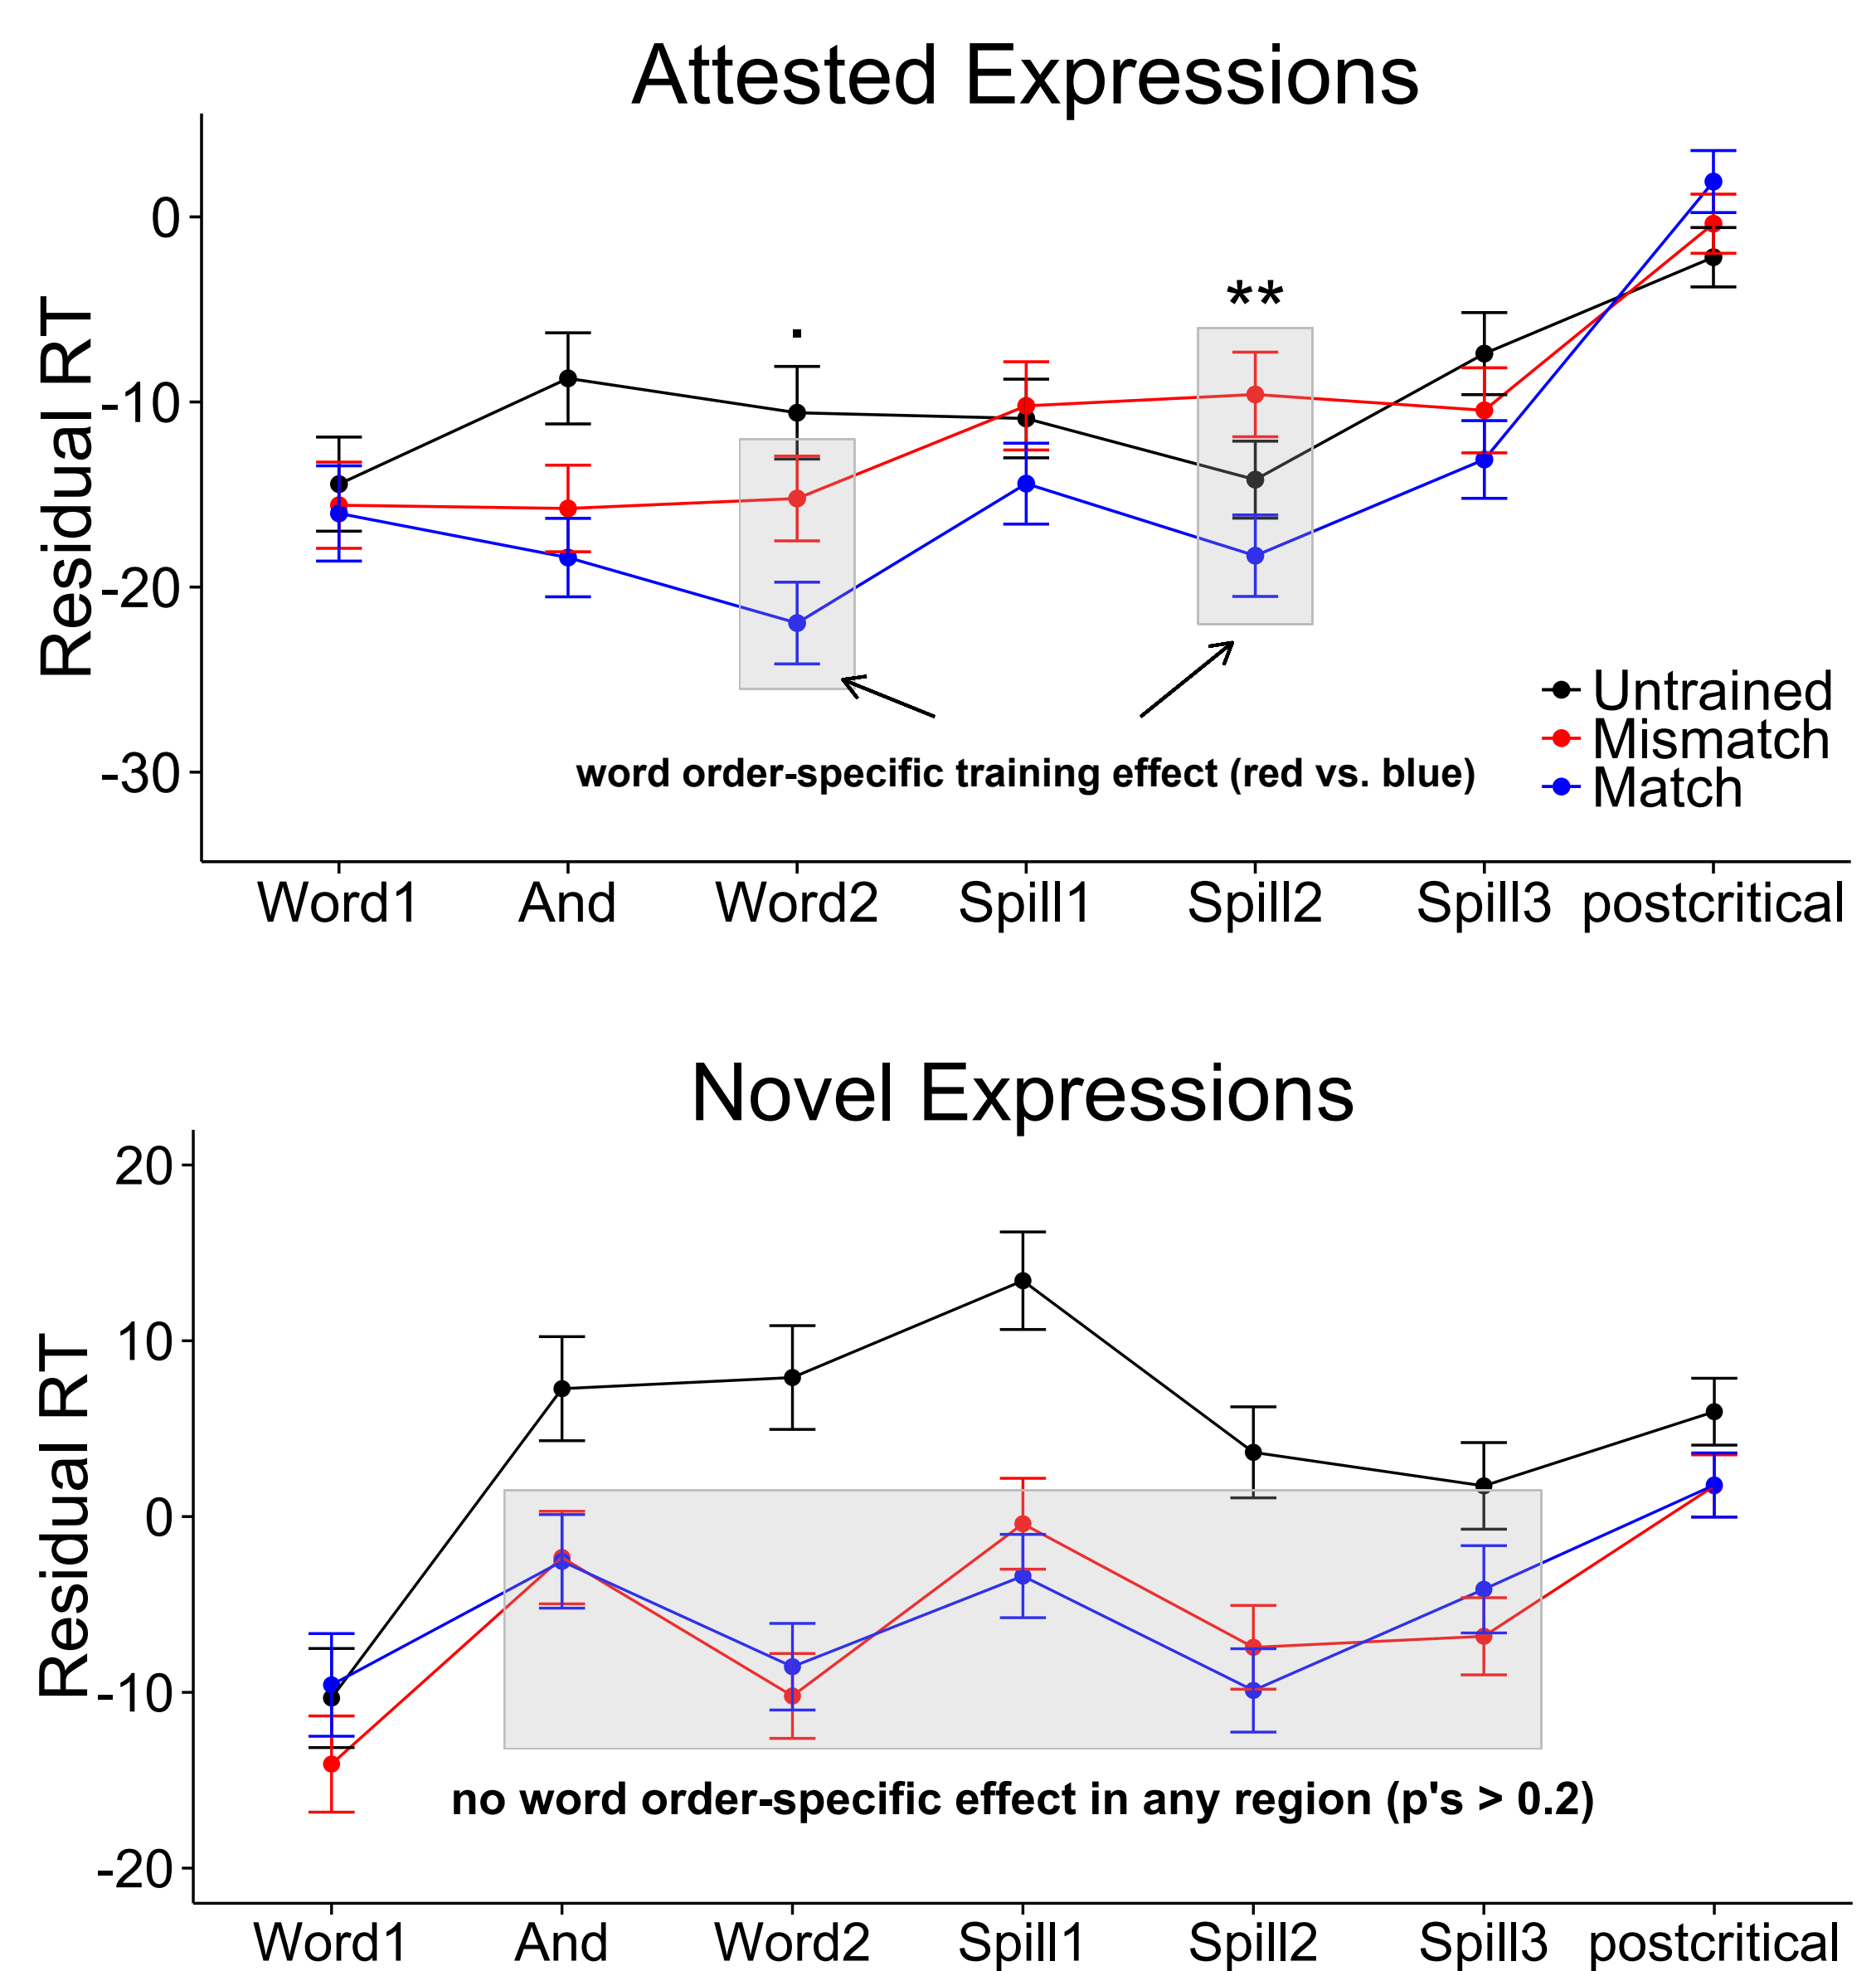 Attested Expressions
Residual RT
0
-10
-20
-30
.
**
word order-specific training effect (red vs. blue)
Untrained
Mismatch
Match
Word1 And Word2 Spill1 Spill2 Spill3 postcritical
Novel Expressions
Residual RT
20
10
0
-10
-20
no word order-specific effect in any region (p's > 0.2)
Word1 And Word2 Spill1 Spill2 Spill3 postcritical